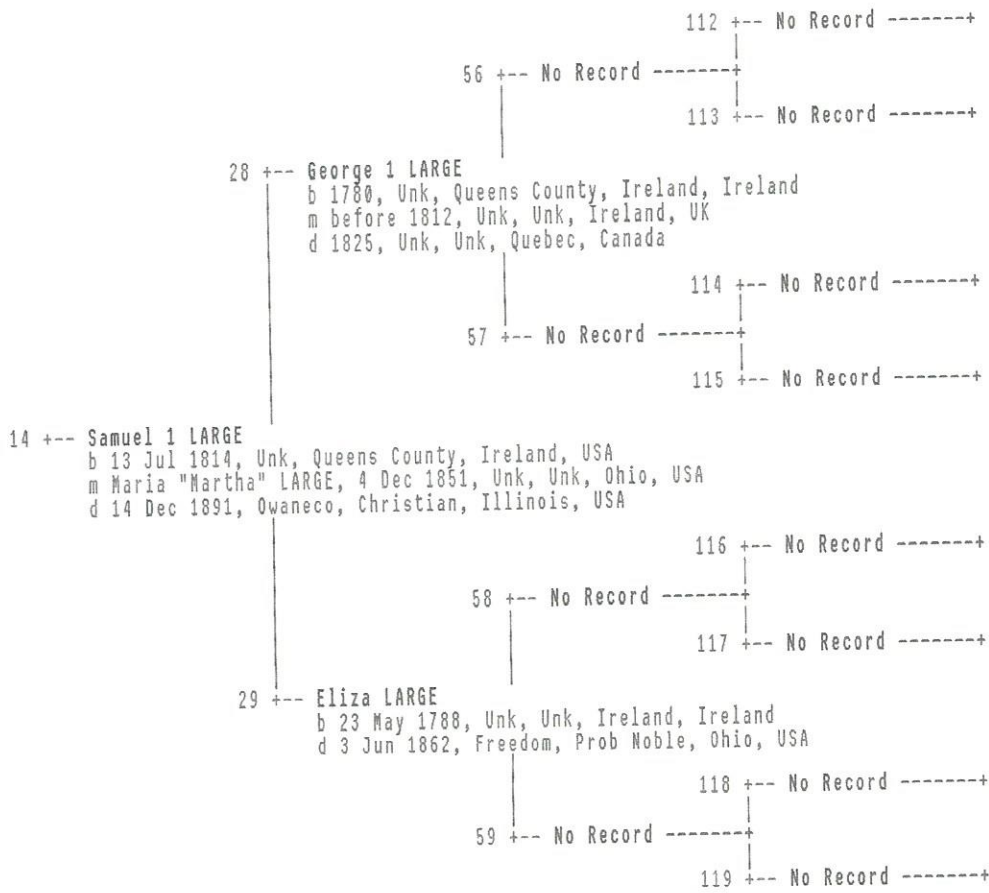 112 +-- No Record -------+
56 +-- No Record -------+
113 +-- No Record -------+
28 +-- George 1 LARGE
b 1780, Unk, Queens County, Ireland, Ireland
m before 1812, Unk, Unk, Ireland, UK
d 1825, Unk, Unk, Quebec, Canada
114 +-- No Record -------+
57 +-- No Record -------+
115 +-- No Record -------+
14 +-- Samuel 1 LARGE
b 13 Jul 1814, Unk, Queens County, Ireland, USA
m Maria "Martha" LARGE, 4 Dec 1851, Unk, Unk, Ohio, USA
d 14 Dec 1891, Owaneco, Christian, Illinois, USA
116 +-- No Record -------+
58 +-- No Record -------+
117 +-- No Record -------+
29 +-- Eliza LARGE
b 23 May 1788, Unk, Unk, Ireland, Ireland
d 3 Jun 1862, Freedom, Prob Noble, Ohio, USA
118 +-- No Record -------+
59 +-- No Record -------+
119 +-- No Record -------+